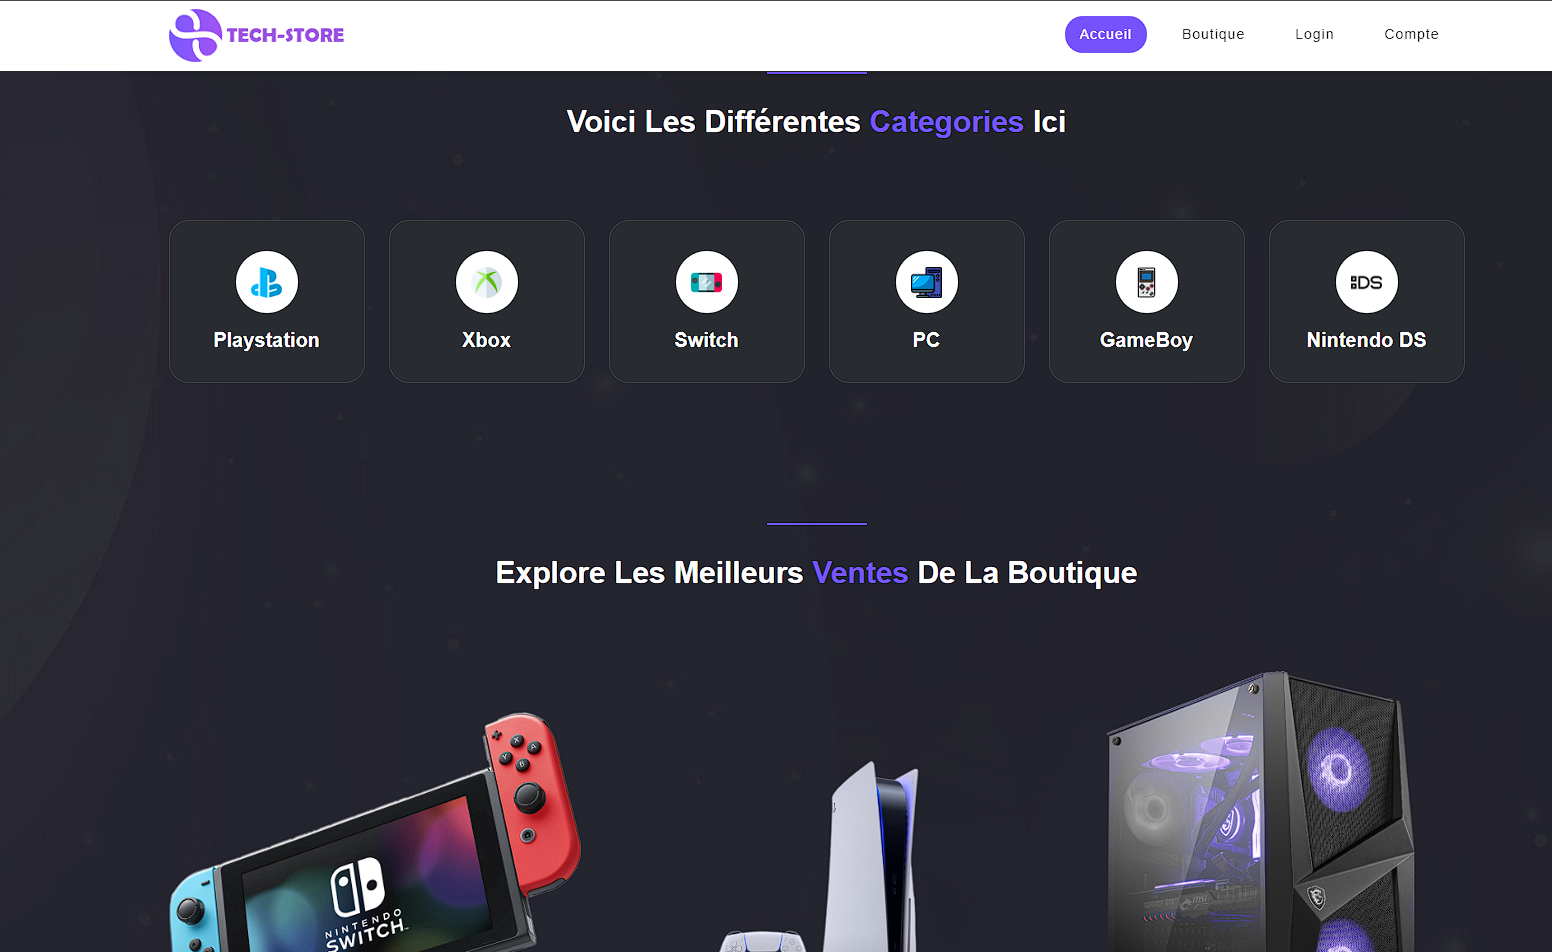 TECH-STORE
Accueil Boutique Login Compte
Voici Les Différentes Categories Ici
Playstation Xbox Switch PC GameBoy Nintendo DS
Explore Les Meilleurs Ventes De La Boutique
X
A
Y
B
NINTENDO
SWITCH
msi